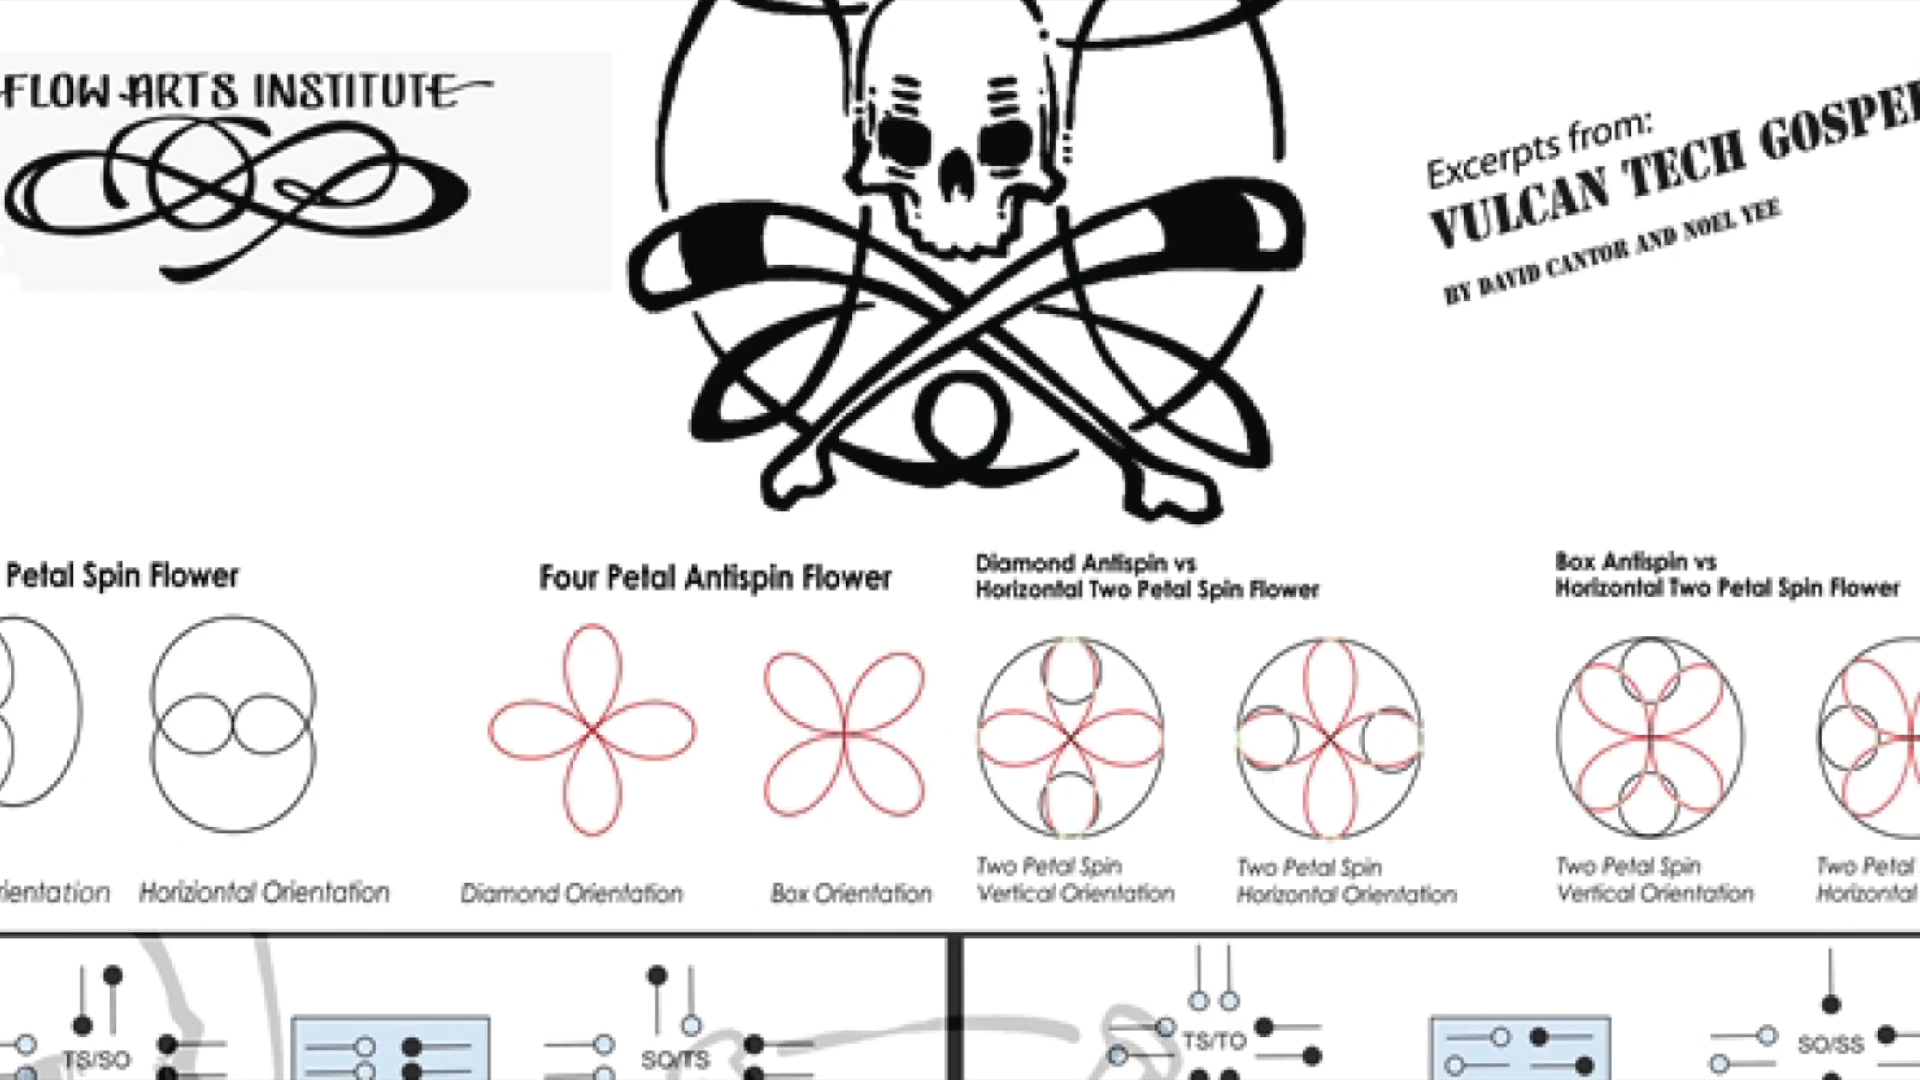 FLOW ARTS INSTITUTE
Excerpts from:
VULCAN TECH GOSPEL
BY DAVID CANTOR AND NOEL YEE
Petal Spin Flower
Horiziontal Orientation
Four Petal Antispin Flower
Diamond Orientation
Box Orientation
Diamond Antispin vs
Horizontal Two Petal Spin Flower
Two Petal Spin
Vertical Orientation
Two Petal Spin
Horizontal Orientation
Box Antispin vs
Horizontal Two Petal Spin Flower
Two Petal Spin
Vertical Orientation
Two Petal
Horizontal
TS/SO
SO/TS
TS/TO
SO/SS